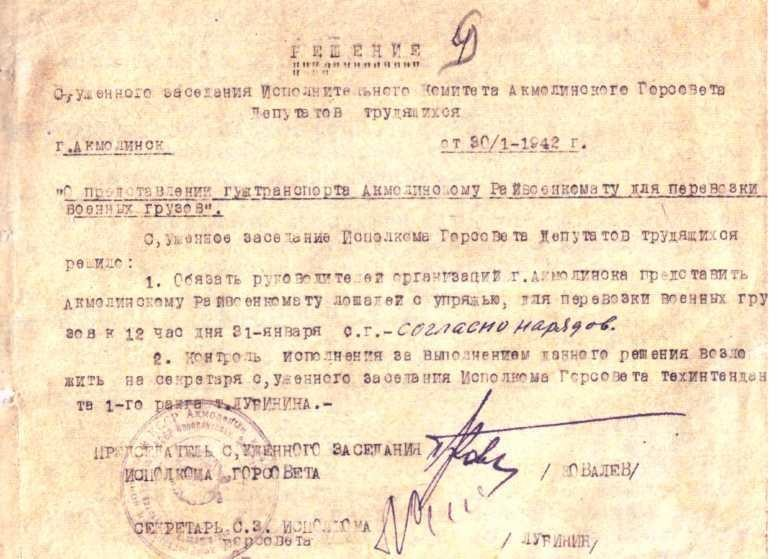 РЕШЕНИЕ
С,уженного заседания Исполнительного Комитета Акмолинского Горсовета
Депутатов трудящихся
г.Акмолинск от 30/1-1942 г.
"О представлении гужтранспорта Акмолинскому Райвоенкомату для перевозки
военных грузов".
С,уженное заседание Исполкома Горсовета Депутатов трудящихся
решило:
1. Обязать руководителей организаций г.Акмолинска представить
Акмолинскому Райвоенкомату лошадей с упряжью, для перевозки военных гру
зов к 12 час дня 31-января с.г.-согласно нарядов.
2. Контроль исполнения за выполнением данного решения возло
жить на секретаря с,уженного заседания Исполкома Горсовета техинтендан
та 1-го ранга т.ЛУБИНИНА.-
ПРЕДСЕДАТЕЛЬ С,УЖЕННОГО ЗАСЕДАНИЯ
ИСПОЛКОМА ГОРСОВЕТА /КОВАЛЕВ/
СЕКРЕТАРЬ С.З. ИСПОЛКОМА
горсовета /ЛУБИНИН/